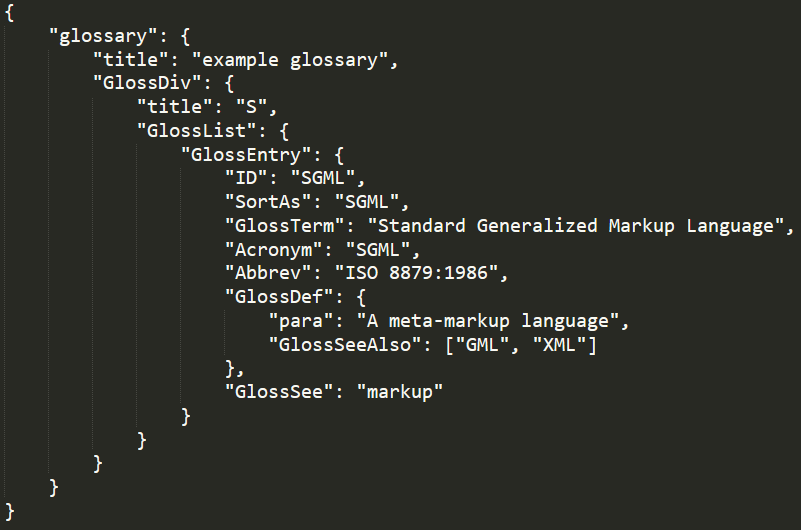 {
    "glossary": {
        "title": "example glossary",
        "GlossDiv": {
            "title": "S",
            "GlossList": {
                "GlossEntry": {
                    "ID": "SGML",
                    "SortAs": "SGML",
                    "GlossTerm": "Standard Generalized Markup Language",
                    "Acronym": "SGML",
                    "Abbrev": "ISO 8879:1986",
                    "GlossDef": {
                        "para": "A meta-markup language",
                        "GlossSeeAlso": ["GML", "XML"]
                    },
                    "GlossSee": "markup"
                }
            }
        }
    }
}